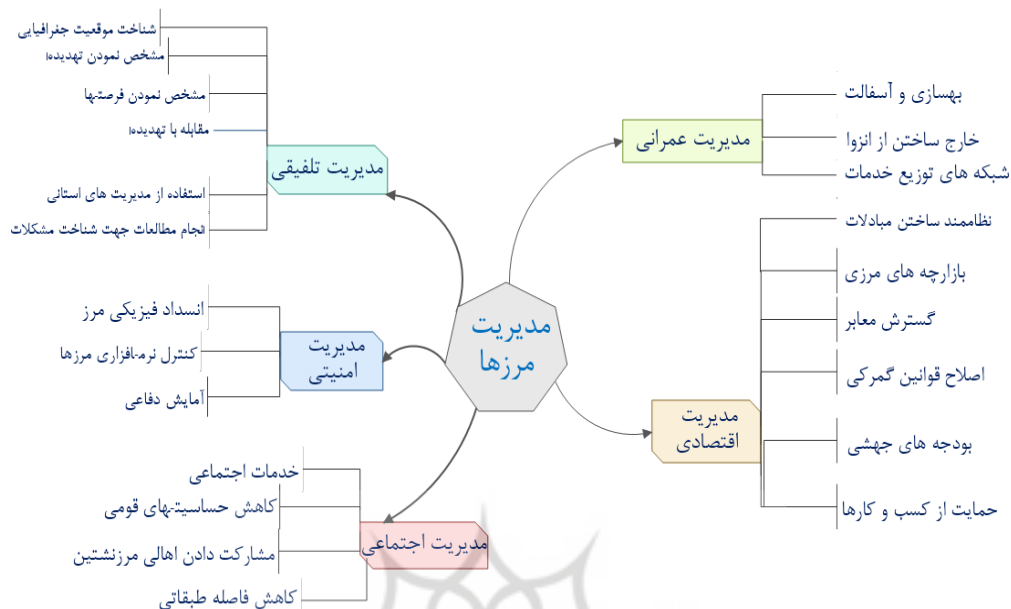 مدیریت
مرزها
مدیریت عمرانی
بهسازی و آسفالت
خارج ساختن از انزوا
شبکه های توزیع خدمات
مدیریت
اقتصادی
نظاممند ساختن مبادلات
بازارچه های مرزی
گسترش معابر
اصلاح قوانین گمرکی
بودجه های جهشی
حمایت از کسب و کارها
مدیریت تلفیقی
شناخت موقعیت جغرافیایی
مشخص نمودن تهدیدها
مشخص نمودن فرصت‌ها
مقابله با تهدیدها
استفاده از مدیریت های استانی
انجام مطالعات جهت شناخت مشکلات
مدیریت
امنیتی
انسداد فیزیکی مرز
کنترل نرم‌افزاری مرزها
آمایش دفاعی
مدیریت اجتماعی
خدمات اجتماعی
کاهش حساسیت‌های قومی
مشارکت دادن اهالی مرزنشتین
کاهش فاصله طبقاتی